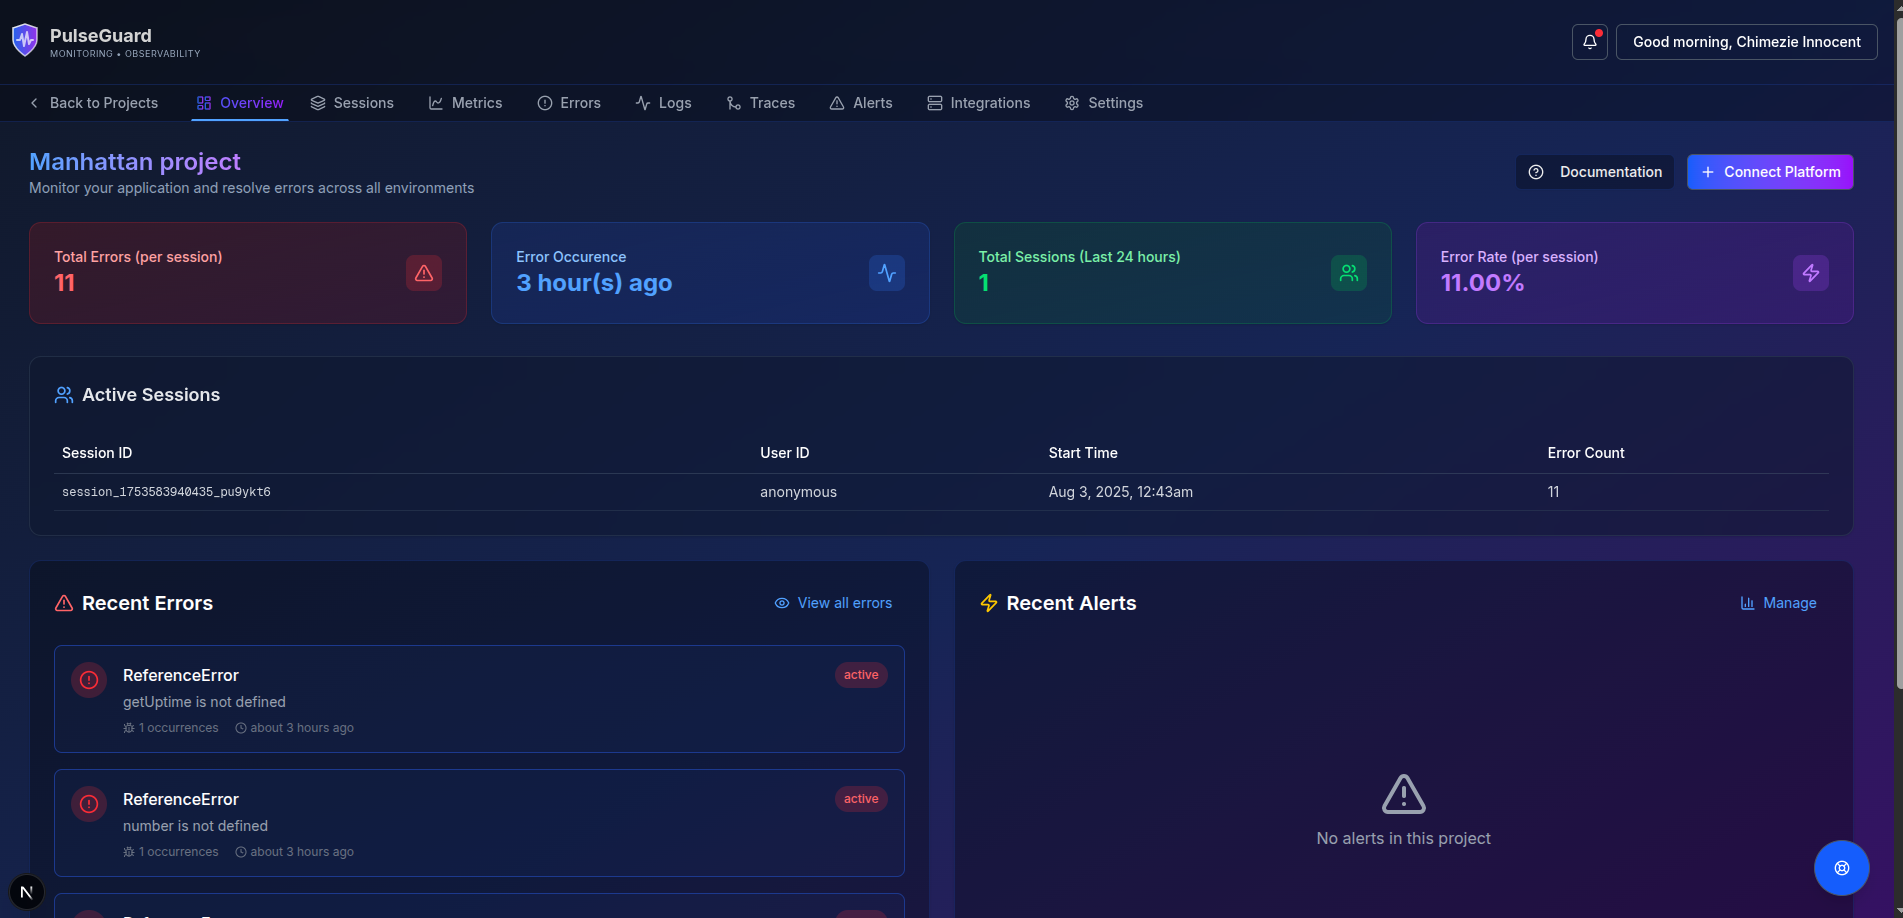 PulseGuard
MONITORING • OBSERVABILITY
Good morning, Chimezie Innocent
Back to Projects
Overview
Sessions
Metrics
Errors
Logs
Traces
Alerts
Integrations
Settings
Manhattan project
Monitor your application and resolve errors across all environments
Documentation
Connect Platform
Total Errors (per session)
11
Error Occurence
3 hour(s) ago
Total Sessions (Last 24 hours)
1
Error Rate (per session)
11.00%
Active Sessions
Session ID
User ID
Start Time
Error Count
session_1753583940435_pu9ykt6
anonymous
Aug 3, 2025, 12:43am
11
Recent Errors
View all errors
ReferenceError
active
getUptime is not defined
1 occurrences
about 3 hours ago
ReferenceError
active
number is not defined
1 occurrences
about 3 hours ago
Recent Alerts
Manage
No alerts in this project
N